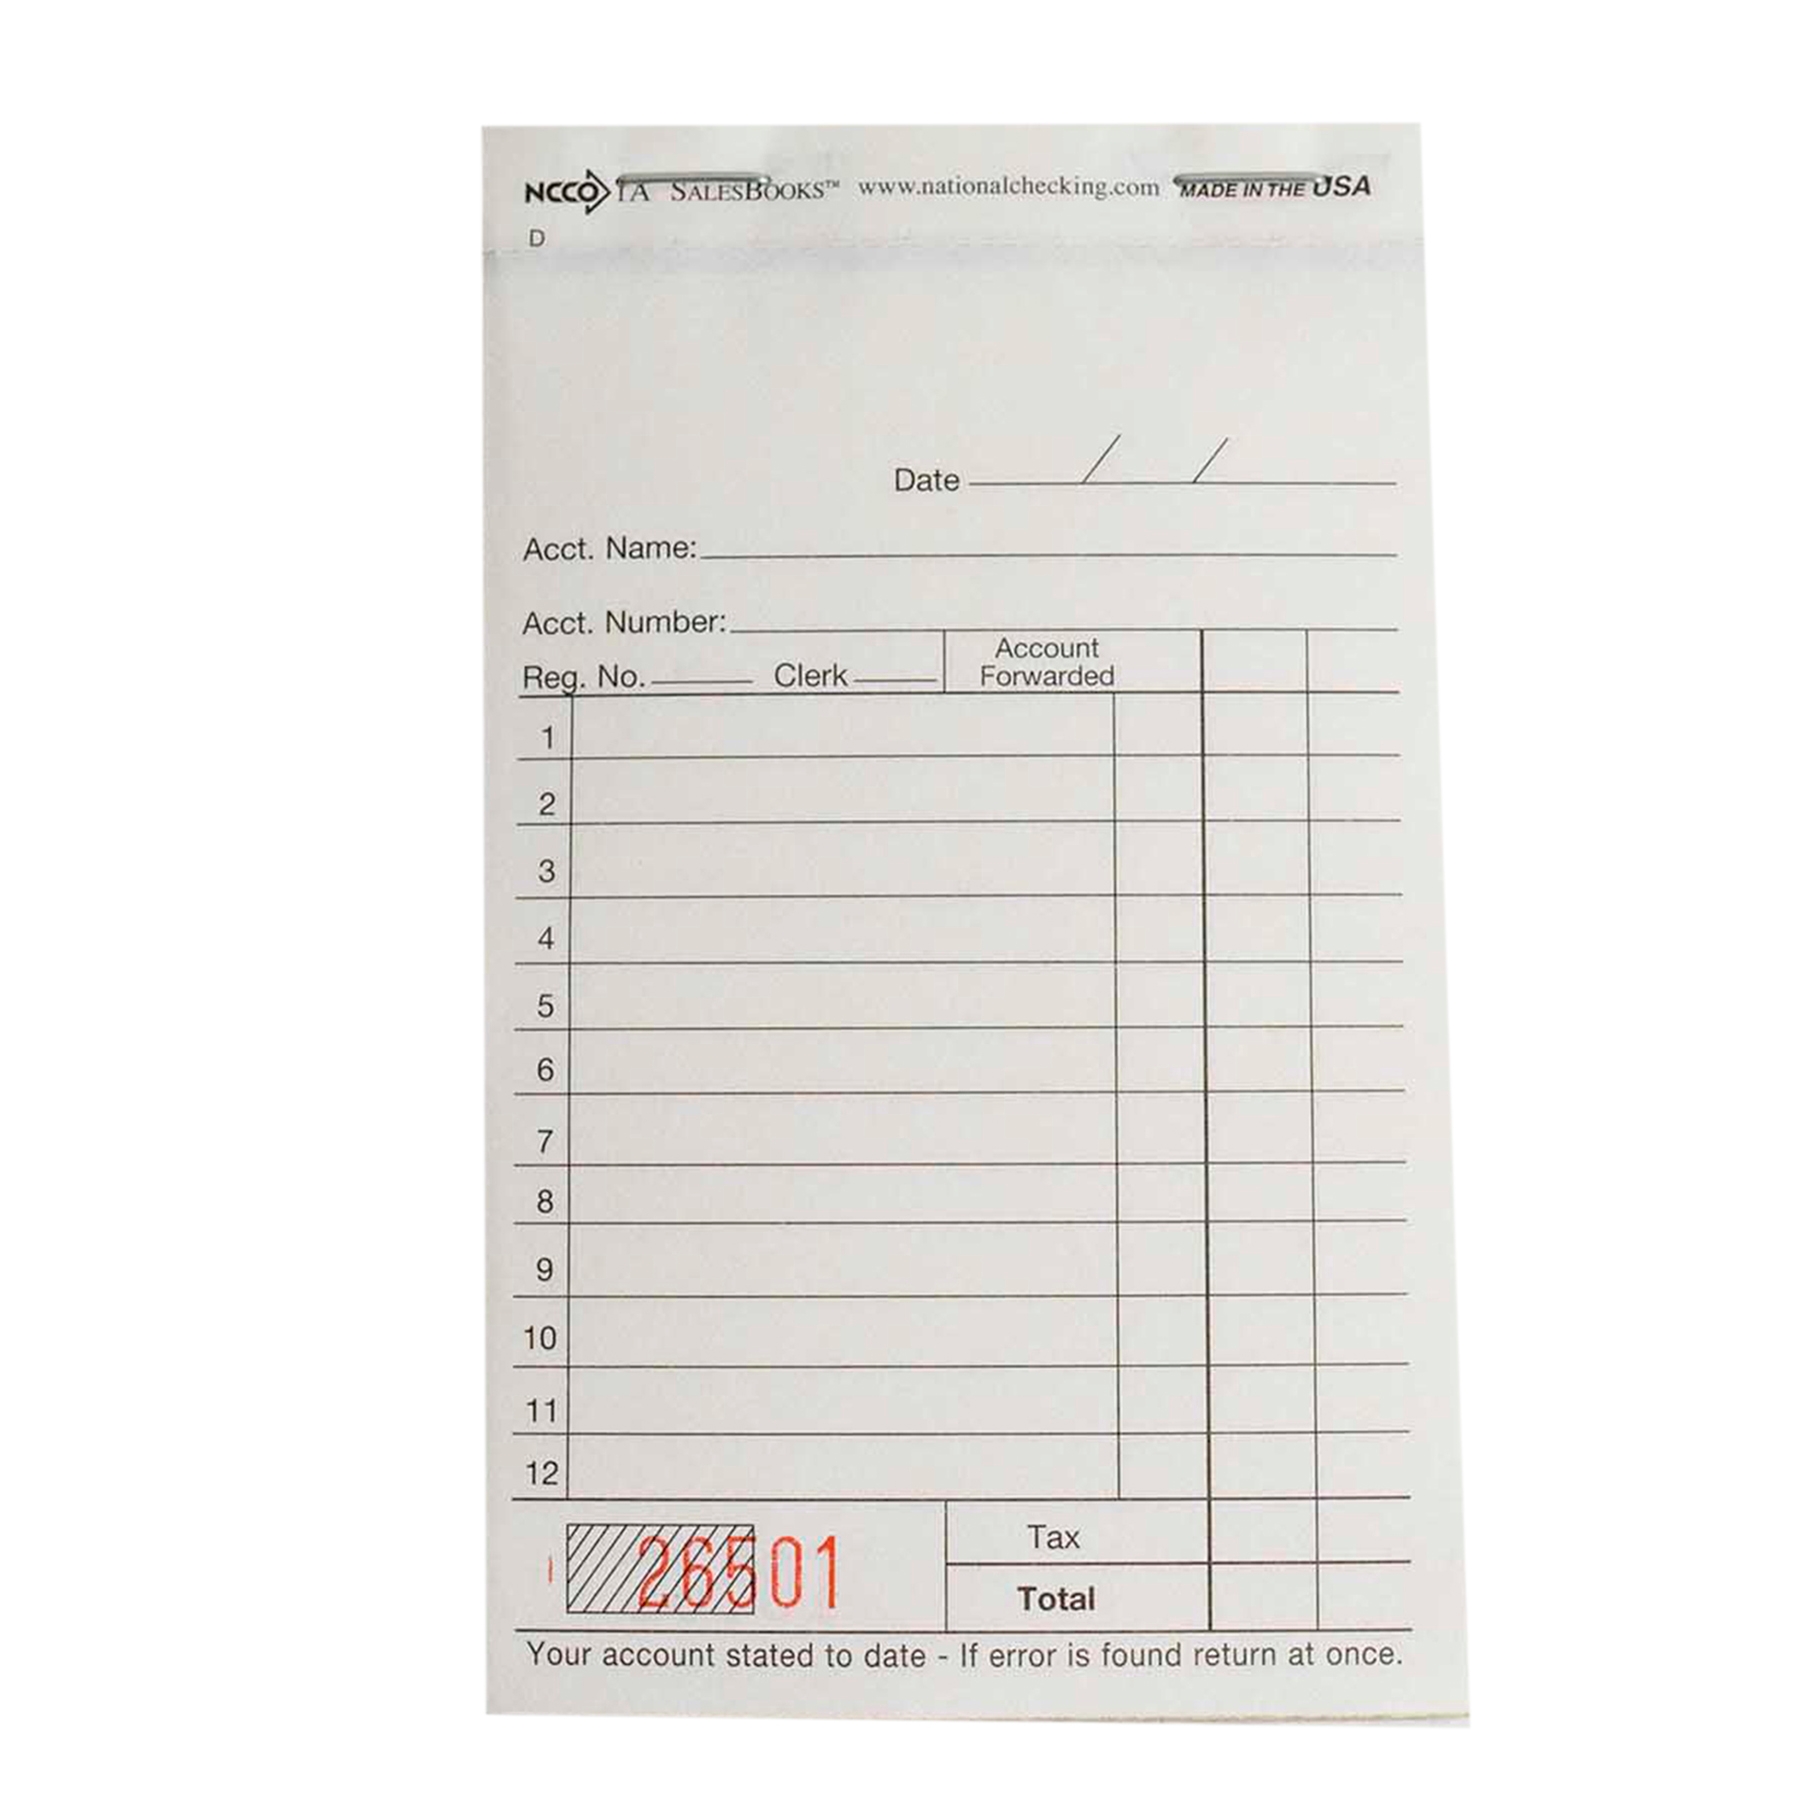 NCCO 1A SALESBOOKS™ www.nationalchecking.com MADE IN THE USA
D
Date / /
Acct. Name:
Acct. Number:
Reg. No. Clerk Account Forwarded
1
2
3
4
5
6
7
8
9
10
11
12
26501
Tax
Total
Your account stated to date - If error is found return at once.